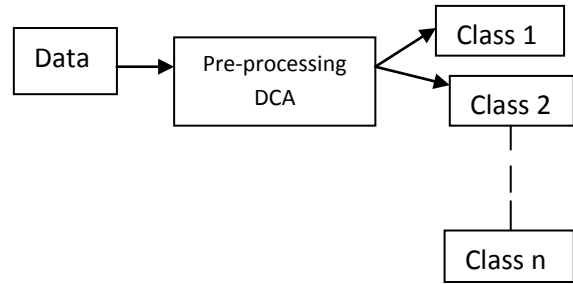 Data
Pre-processing
DCA
Class 1
Class 2
Class n